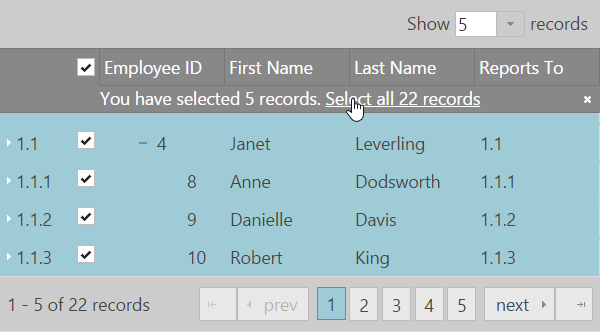 Show 5 records
Employee ID First Name Last Name Reports To
You have selected 5 records. Select all 22 records
1.1 4 Janet Leverling 1.1
1.1.1 8 Anne Dodsworth 1.1.1
1.1.2 9 Danielle Davis 1.1.2
1.1.3 10 Robert King 1.1.3
1 - 5 of 22 records prev 1 2 3 4 5 next